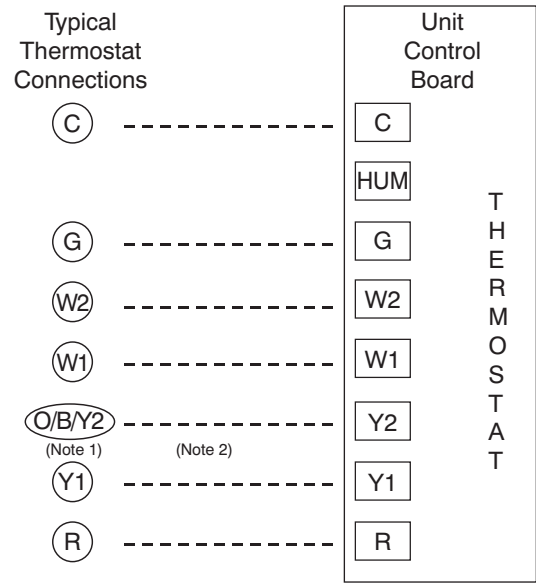 Typical
Thermostat
Connections
Unit
Control
Board
C
C
HUM
G
G
W2
W2
W1
W1
O/B/Y2
Y2
(Note 1)
(Note 2)
Y1
Y1
R
R
THERMOSTAT